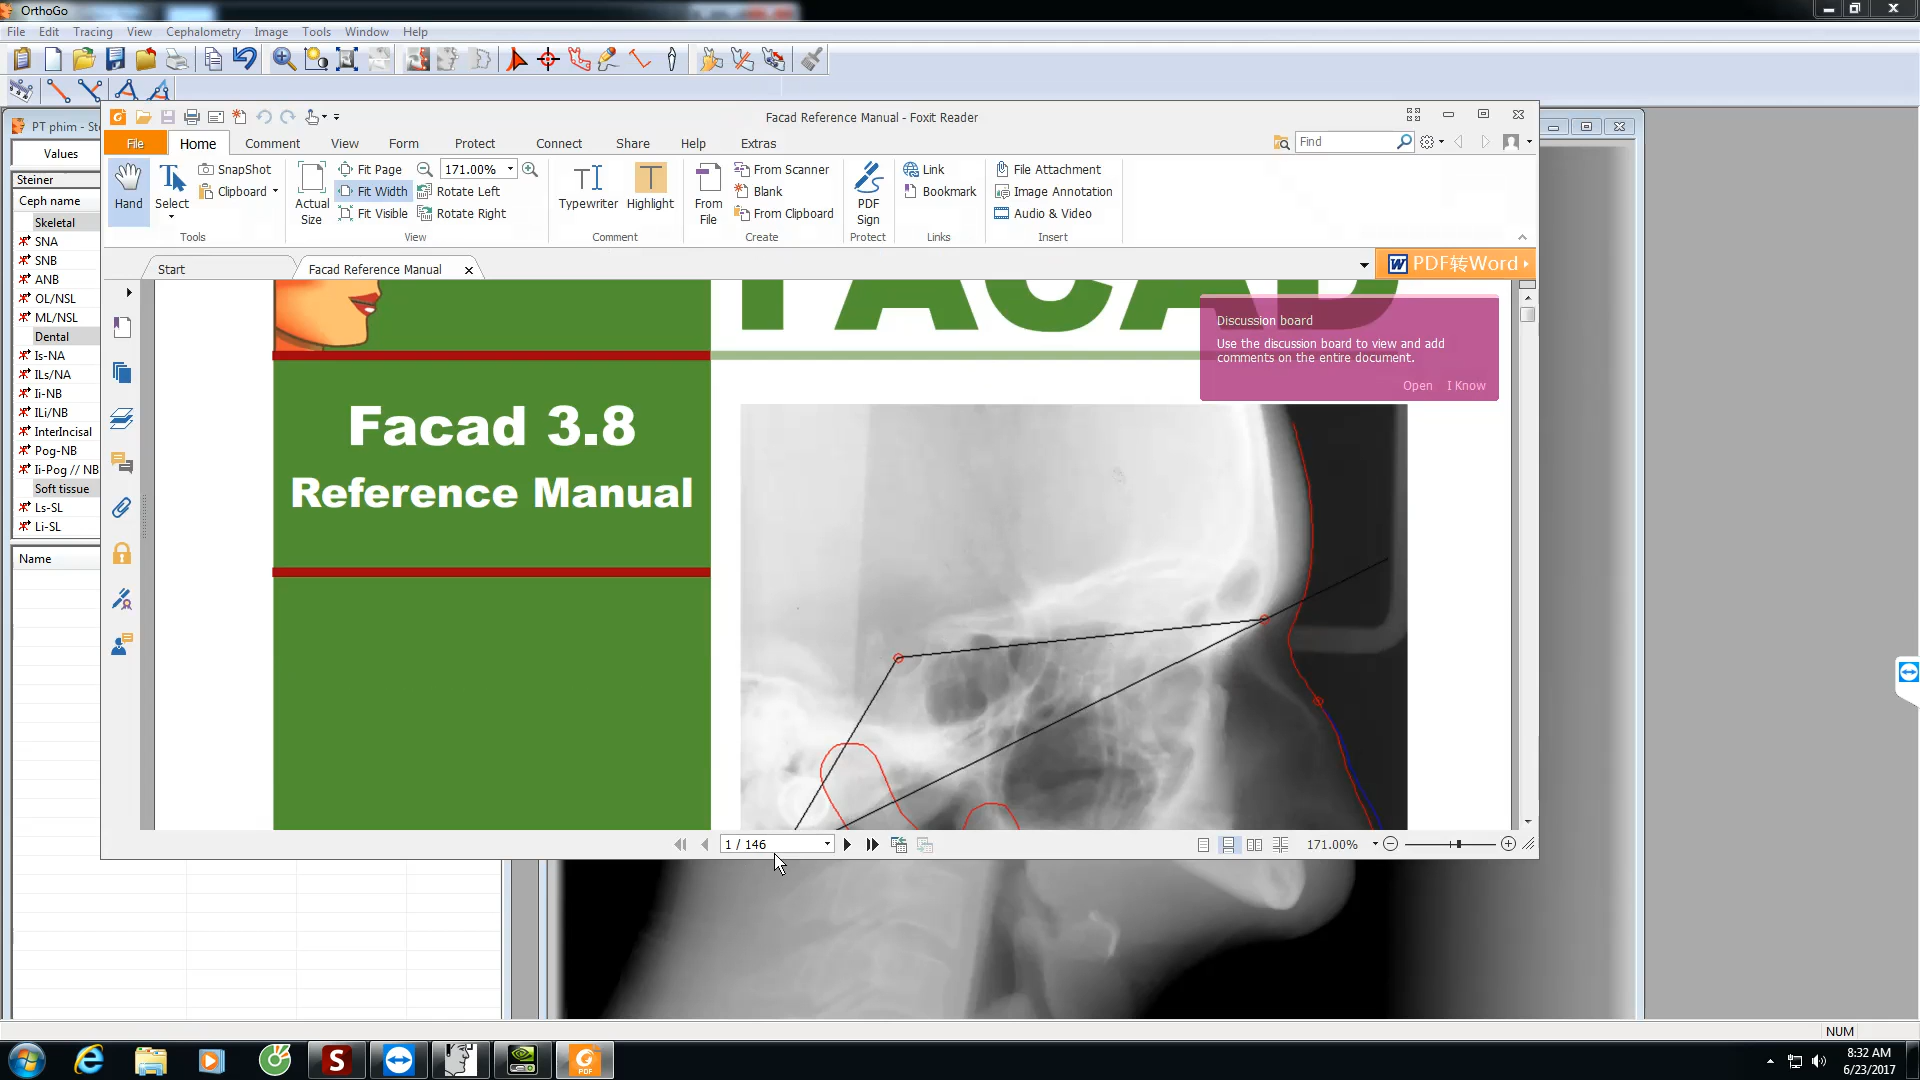 OrthoGo
File Edit Tracing View Cephalometry Image Tools Window Help
PT phim - Ste
Values
Steiner
Ceph name
Skeletal
SNA
SNB
ANB
OL/NSL
ML/NSL
Dental
Is-NA
ILs/NA
Ii-NB
ILi/NB
InterIncisal
Pog-NB
Ii-Pog // NB
Soft tissue
Ls-SL
Li-SL
Name
Facad Reference Manual - Foxit Reader
File Home Comment View Form Protect Connect Share Help Extras
Find
Hand
Select
SnapShot
Clipboard
Tools
Actual Size
Fit Page
Fit Width
Fit Visible
171.00%
Rotate Left
Rotate Right
View
Typewriter
Highlight
Comment
From File
From Scanner
Blank
From Clipboard
Create
PDF Sign
Protect
Link
Bookmark
Links
File Attachment
Image Annotation
Audio & Video
Insert
Start
Facad Reference Manual
PDF转Word
FACAD
Discussion board
Use the discussion board to view and add
comments on the entire document.
Open I Know
Facad 3.8
Reference Manual
1 / 146
171.00%
NUM
8:32 AM
6/23/2017